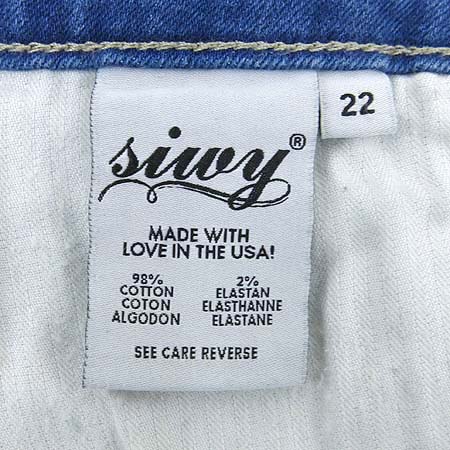 siwy®
22
MADE WITH
LOVE IN THE USA!
98% 2%
COTTON ELASTAN
COTON ELASTHANNE
ALGODON ELASTANE
SEE CARE REVERSE